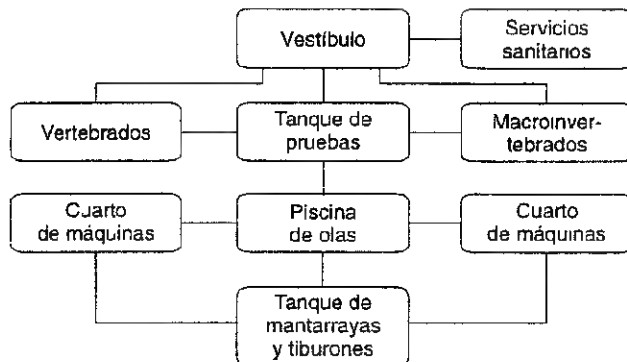 Vestíbulo
Servicios
sanitarios
Vertebrados
Tanque de
pruebas
Macroinver-
tebrados
Cuarto
de máquinas
Piscina
de olas
Cuarto
de máquinas
Tanque de
mantarrayas
y tiburones